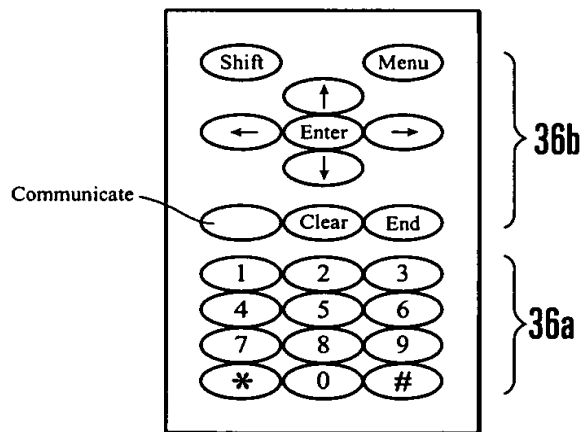 Shift Menu
↑
← Enter →
↓
36b
Communicate
Clear End
1 2 3
4 5 6
36a
7 8 9
* 0 #